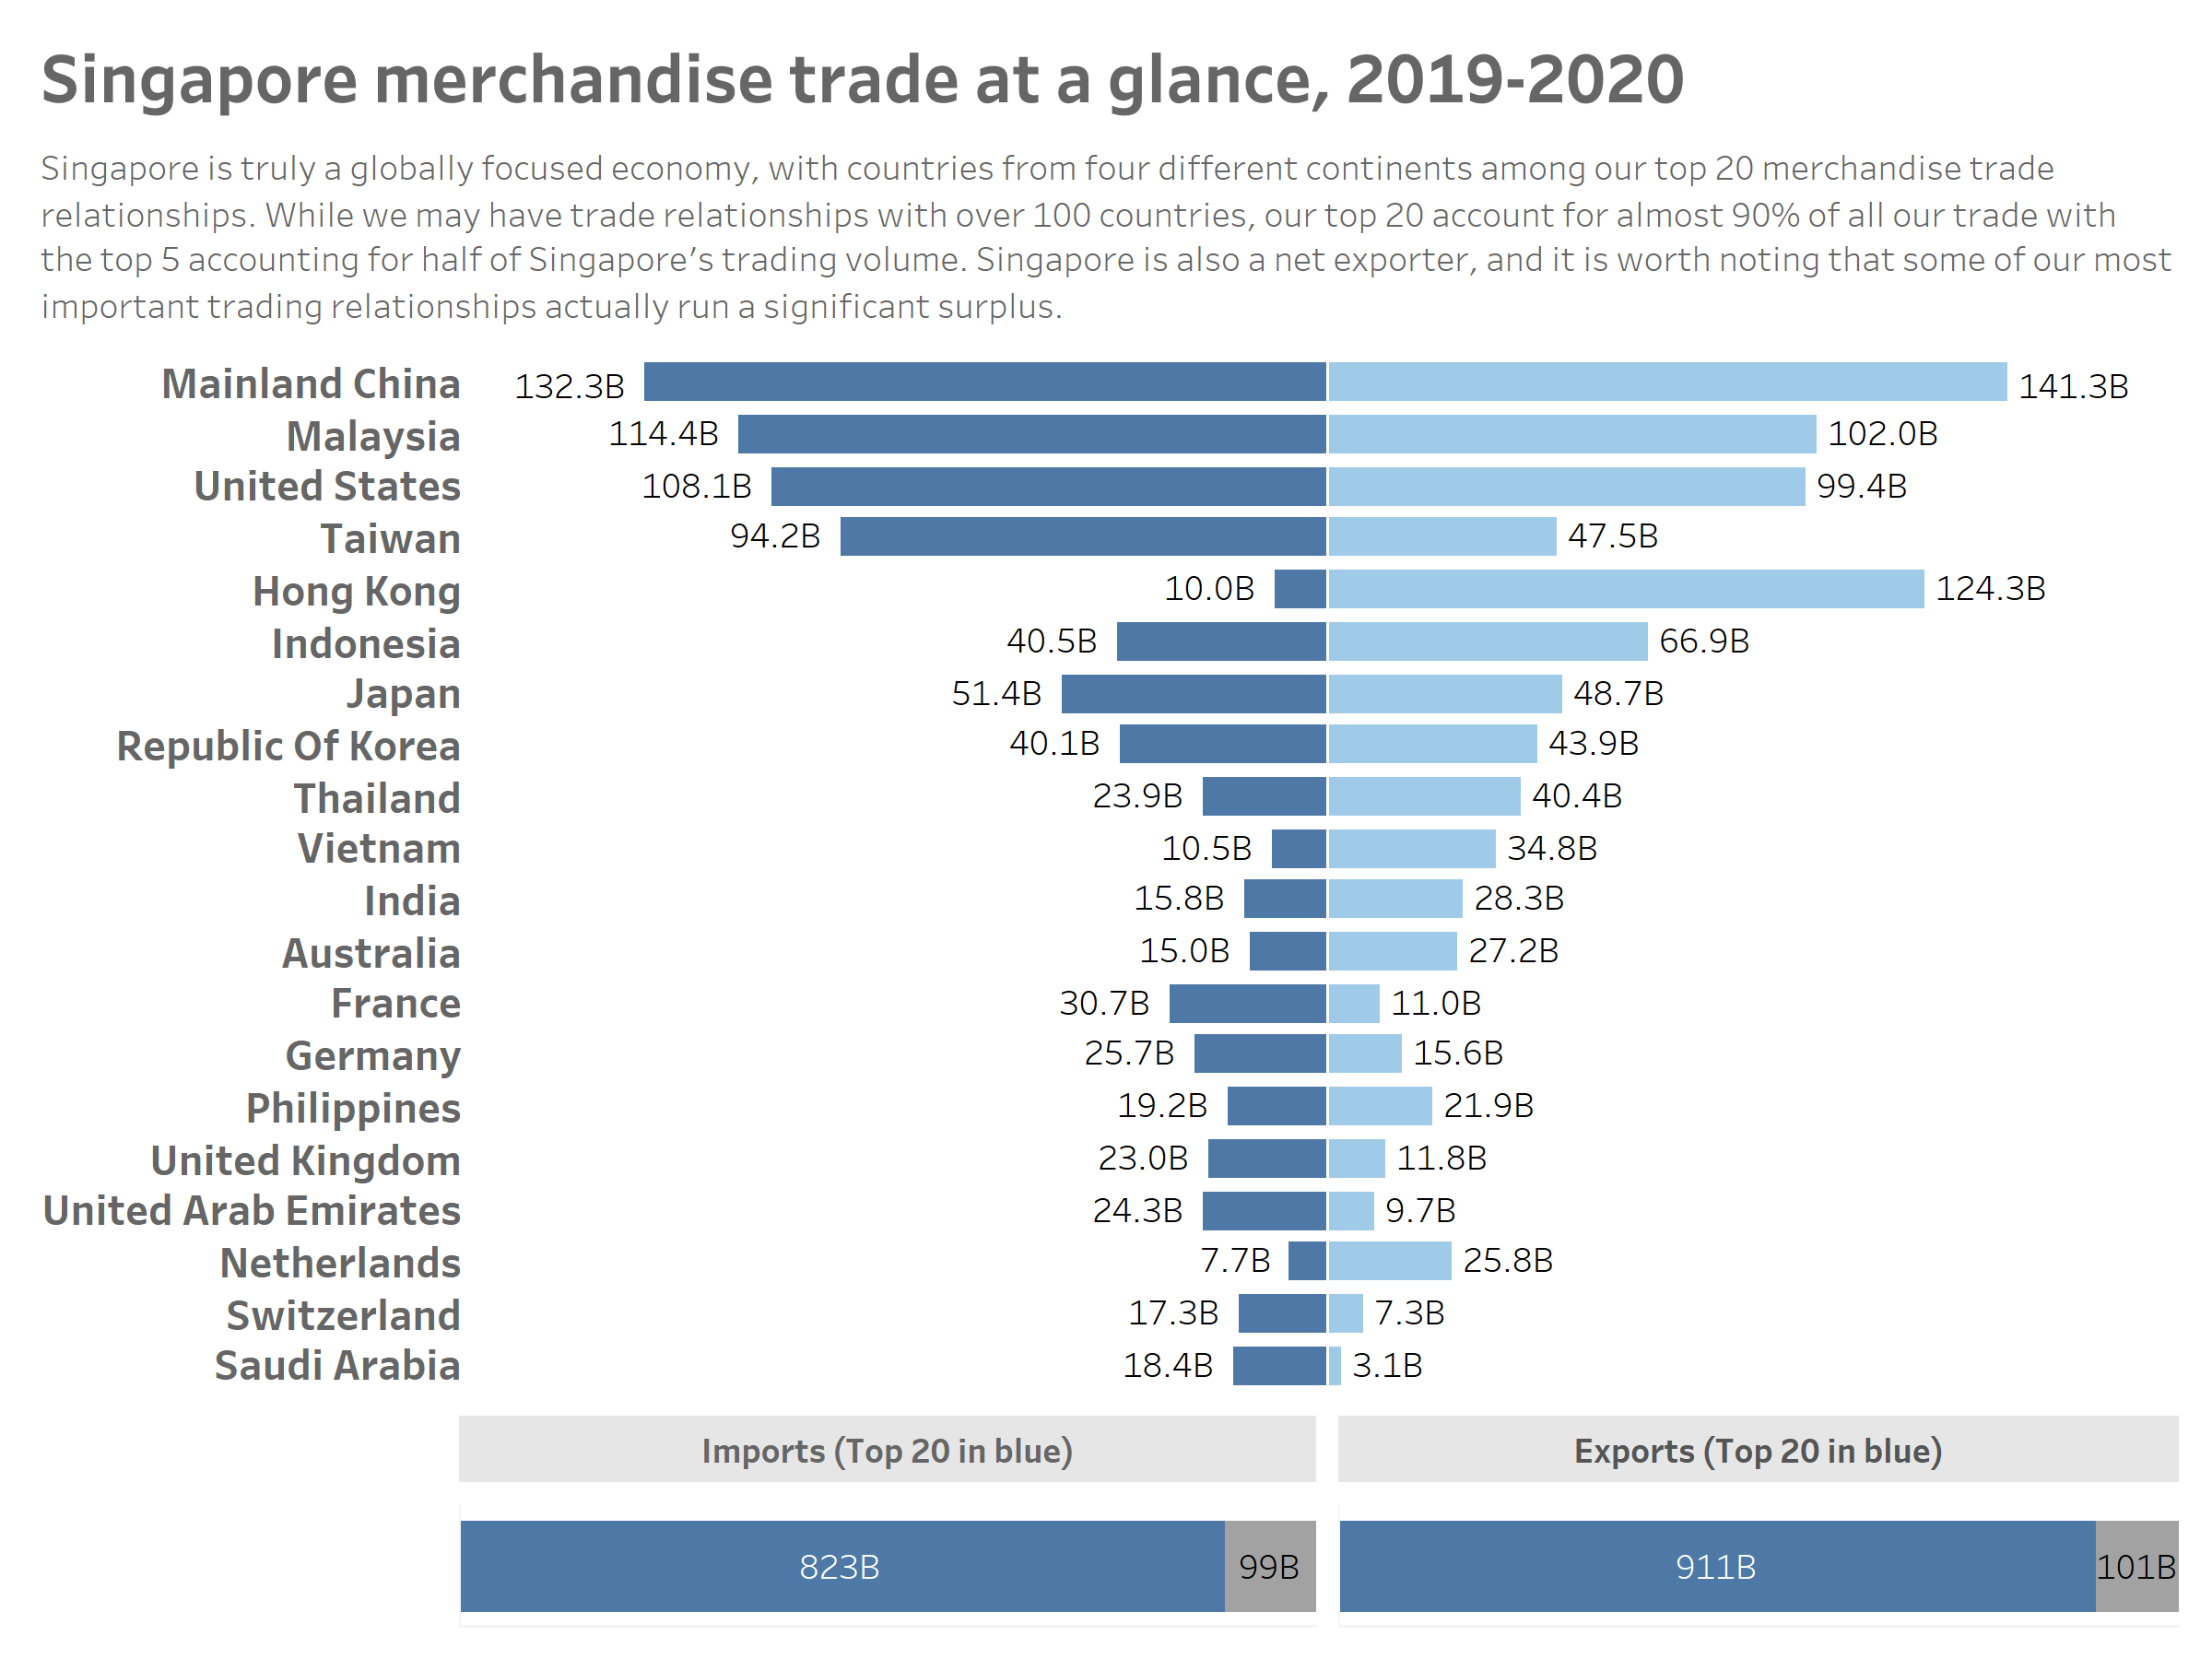 Singapore merchandise trade at a glance, 2019-2020
Singapore is truly a globally focused economy, with countries from four different continents among our top 20 merchandise trade
relationships. While we may have trade relationships with over 100 countries, our top 20 account for almost 90% of all our trade with
the top 5 accounting for half of Singapore's trading volume. Singapore is also a net exporter, and it is worth noting that some of our most
important trading relationships actually run a significant surplus.
Mainland China 132.3B 141.3B
Malaysia 114.4B 102.0B
United States 108.1B 99.4B
Taiwan 94.2B 47.5B
Hong Kong 10.0B 124.3B
Indonesia 40.5B 66.9B
Japan 51.4B 48.7B
Republic Of Korea 40.1B 43.9B
Thailand 23.9B 40.4B
Vietnam 10.5B 34.8B
India 15.8B 28.3B
Australia 15.0B 27.2B
France 30.7B 11.0B
Germany 25.7B 15.6B
Philippines 19.2B 21.9B
United Kingdom 23.0B 11.8B
United Arab Emirates 24.3B 9.7B
Netherlands 7.7B 25.8B
Switzerland 17.3B 7.3B
Saudi Arabia 18.4B 3.1B
Imports (Top 20 in blue) Exports (Top 20 in blue)
823B 99B 911B 101B